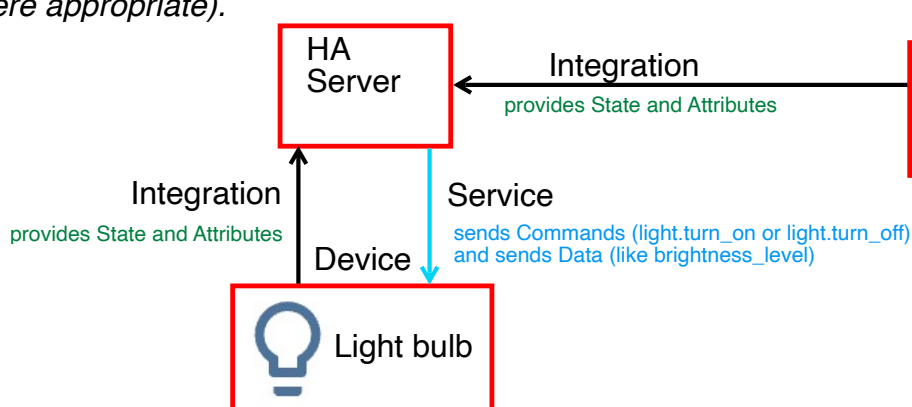 ere appropriate).
HA
Server
Integration
provides State and Attributes
Integration
provides State and Attributes
Service
sends Commands (light.turn_on or light.turn_off)
and sends Data (like brightness_level)
Device
Light bulb